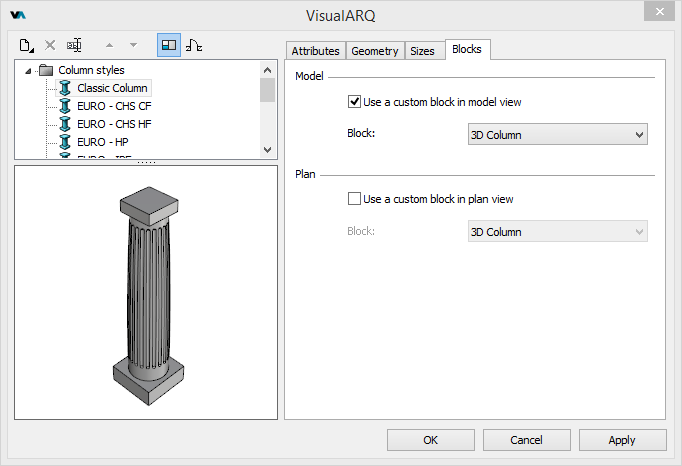 VisualARQ
Column styles
Classic Column
EURO - CHS CF
EURO - CHS HF
EURO - HP
EURO - IPE
Attributes
Geometry
Sizes
Blocks
Model
Use a custom block in model view
Block:
3D Column
Plan
Use a custom block in plan view
Block:
3D Column
OK
Cancel
Apply